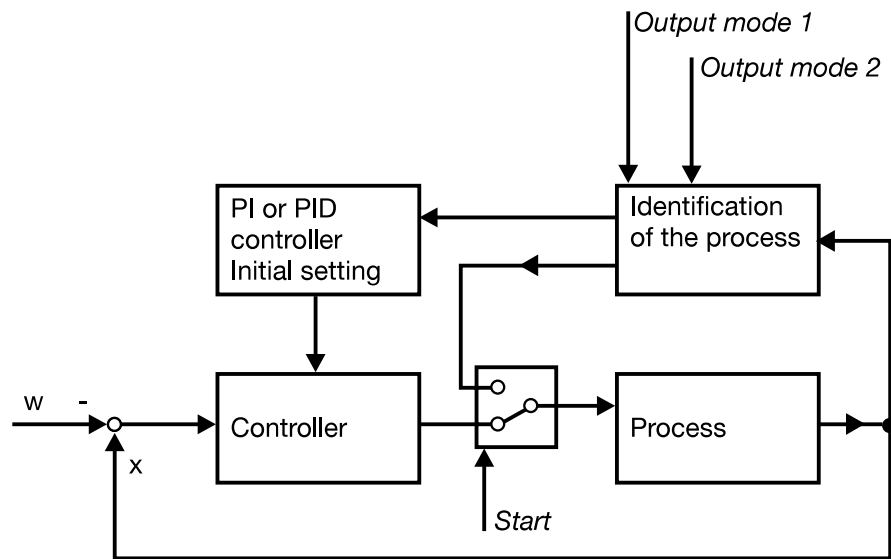 Output mode 1
Output mode 2
PI or PID
controller
Initial setting
Identification
of the process
w
-
Controller
Process
x
Start